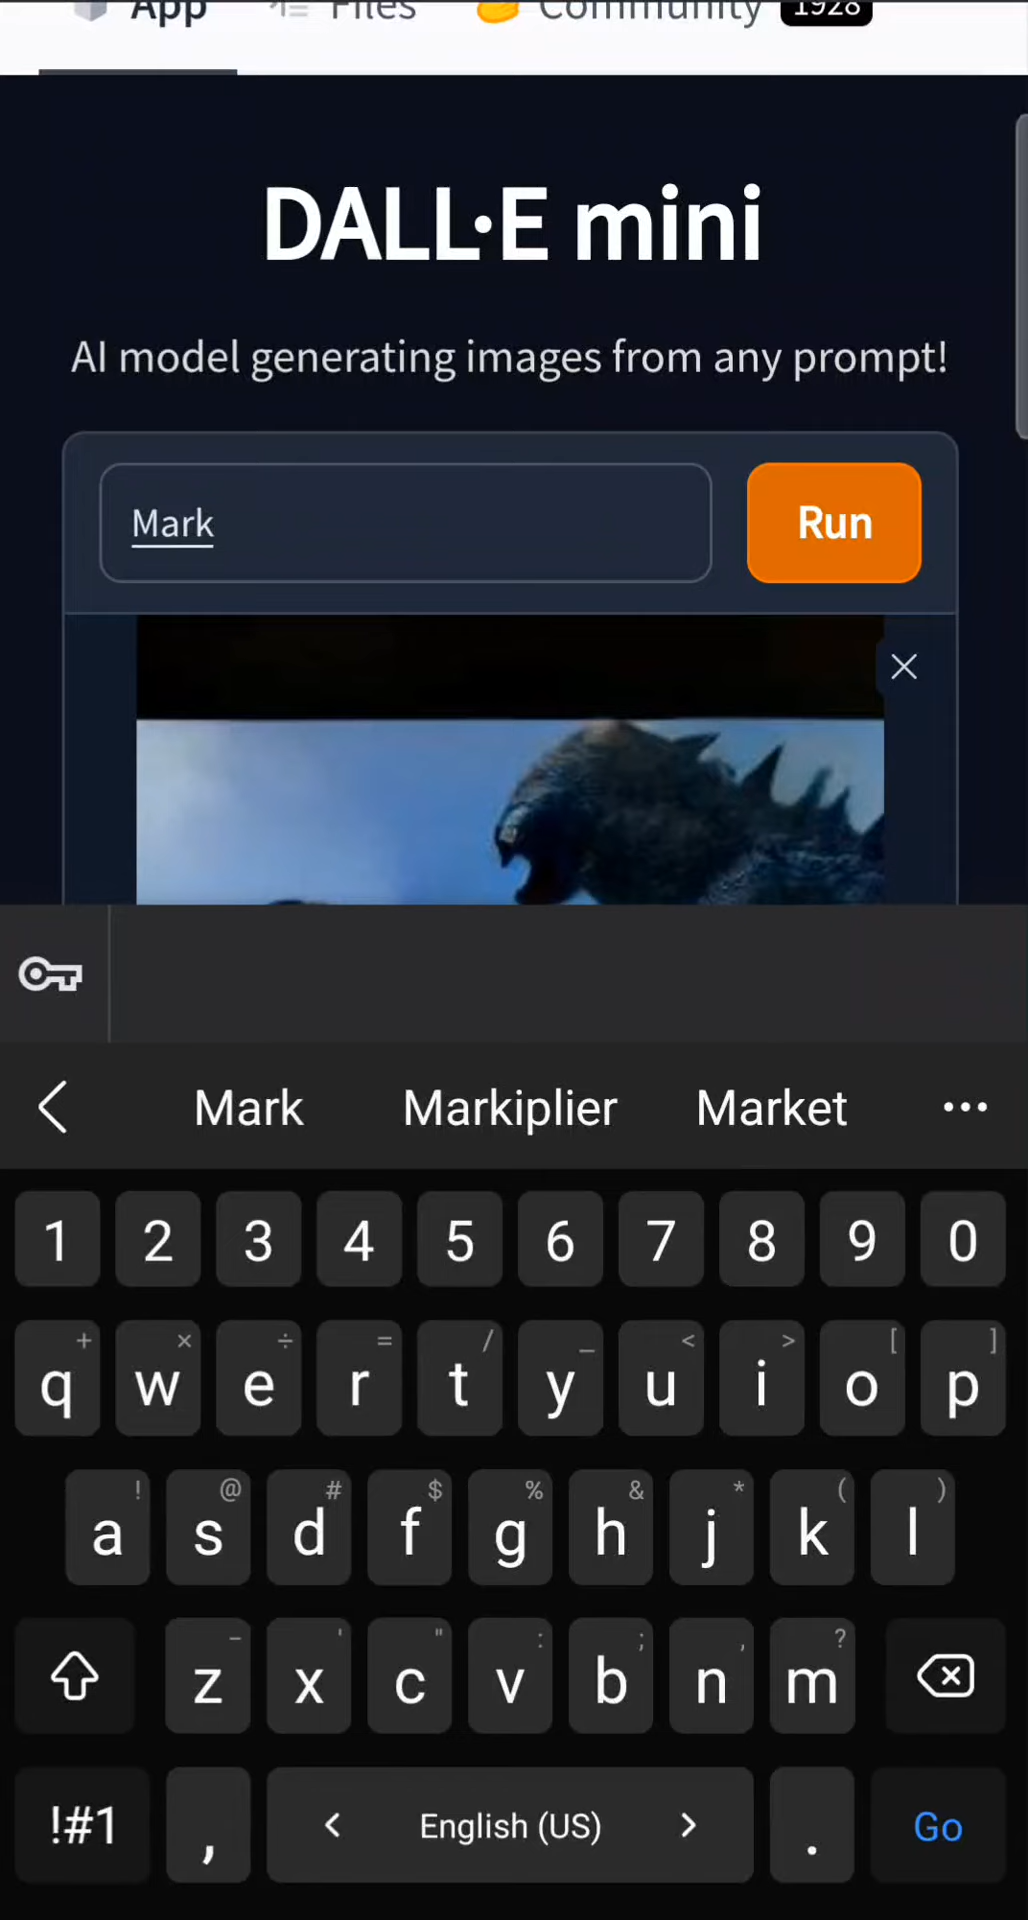 App Files Community 1928
DALL·E mini
AI model generating images from any prompt!
Mark Run
Mark Markiplier Market
1 2 3 4 5 6 7 8 9 0
+ × ÷ = / _ < > [ ]
q w e r t y u i o p
! @ # $ % & * ( )
a s d f g h j k l
- ' " : ; , ?
z x c v b n m
!#1 , < English (US) > . Go